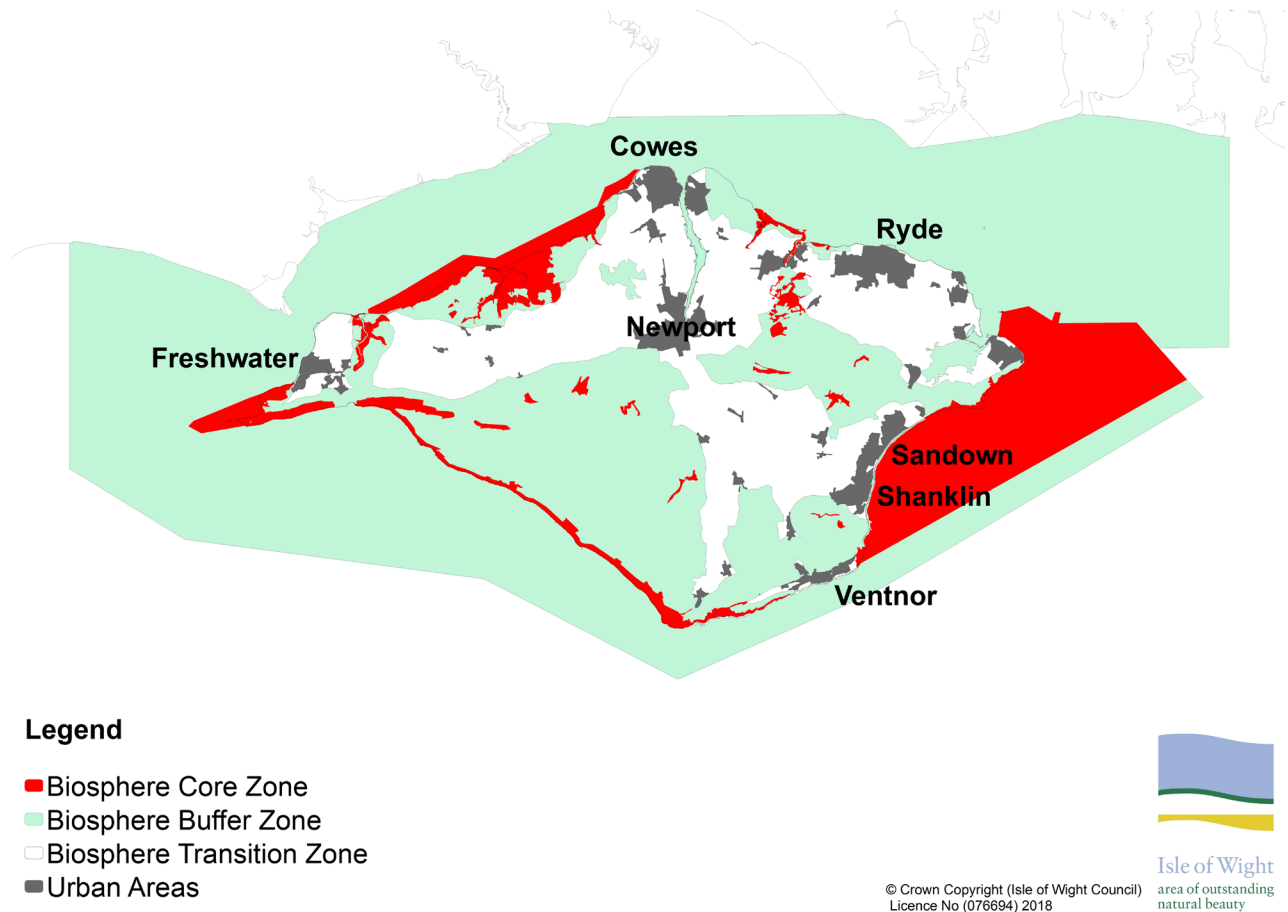 Cowes
Ryde
Newport
Freshwater
Sandown
Shanklin
Ventnor
Legend
Biosphere Core Zone
Biosphere Buffer Zone
Biosphere Transition Zone
Urban Areas
© Crown Copyright (Isle of Wight Council)
Licence No (076694) 2018
Isle of Wight
area of outstanding
natural beauty